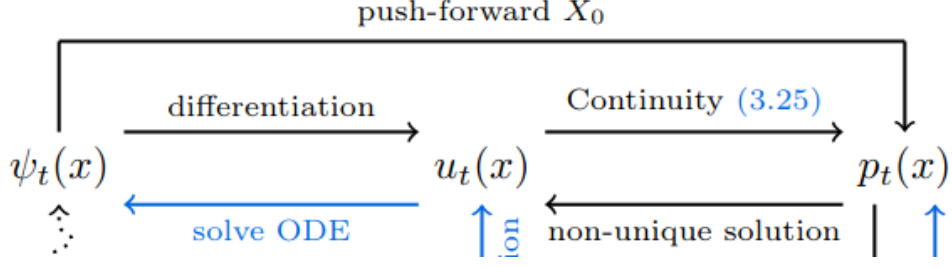 push-forward X₀
differentiation
Continuity (3.25)
ψₜ(x)
uₜ(x)
pₜ(x)
solve ODE
non-unique solution